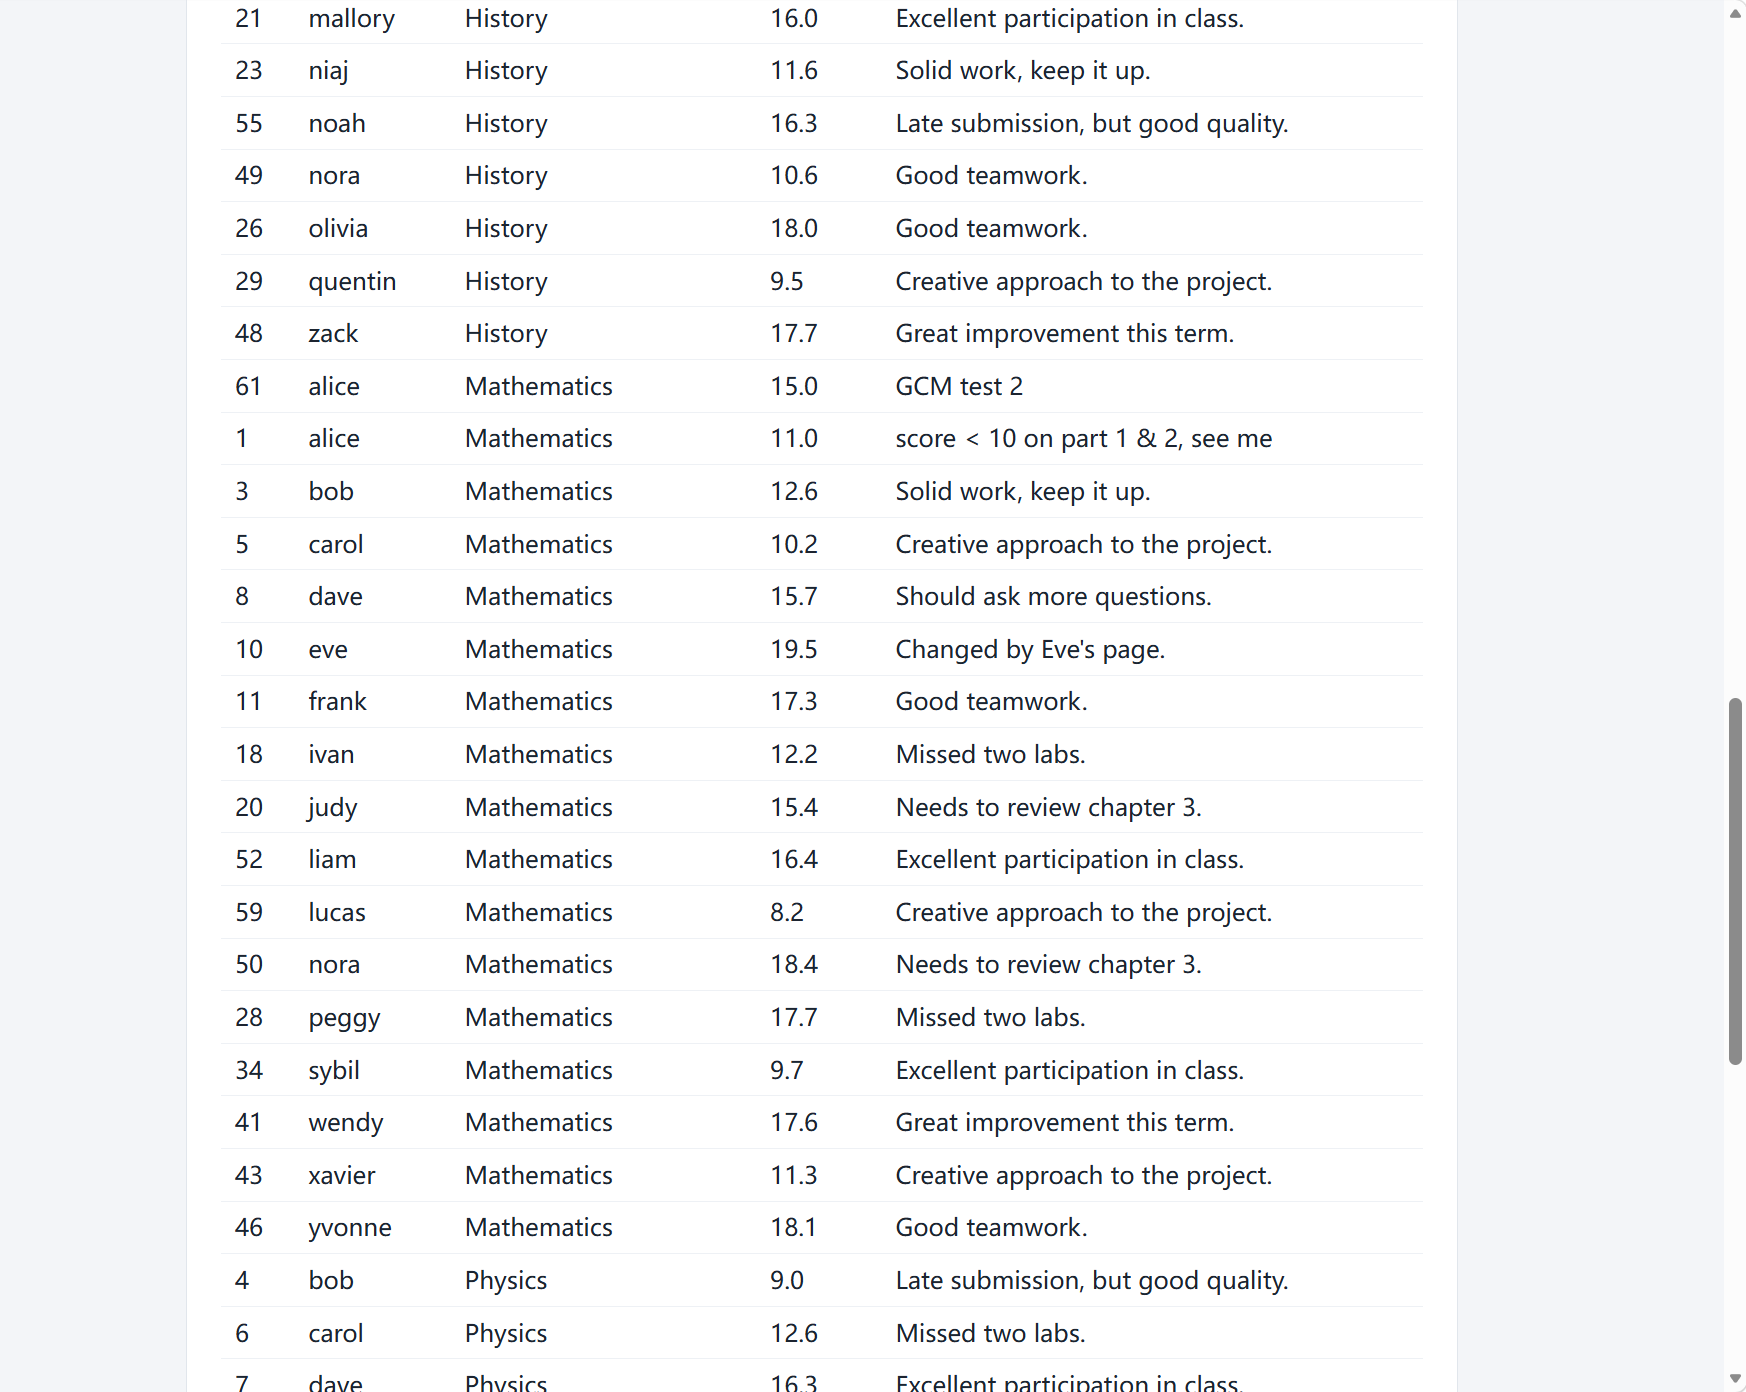 21 mallory History 16.0 Excellent participation in class.
23 niaj History 11.6 Solid work, keep it up.
55 noah History 16.3 Late submission, but good quality.
49 nora History 10.6 Good teamwork.
26 olivia History 18.0 Good teamwork.
29 quentin History 9.5 Creative approach to the project.
48 zack History 17.7 Great improvement this term.
61 alice Mathematics 15.0 GCM test 2
1 alice Mathematics 11.0 score < 10 on part 1 & 2, see me
3 bob Mathematics 12.6 Solid work, keep it up.
5 carol Mathematics 10.2 Creative approach to the project.
8 dave Mathematics 15.7 Should ask more questions.
10 eve Mathematics 19.5 Changed by Eve's page.
11 frank Mathematics 17.3 Good teamwork.
18 ivan Mathematics 12.2 Missed two labs.
20 judy Mathematics 15.4 Needs to review chapter 3.
52 liam Mathematics 16.4 Excellent participation in class.
59 lucas Mathematics 8.2 Creative approach to the project.
50 nora Mathematics 18.4 Needs to review chapter 3.
28 peggy Mathematics 17.7 Missed two labs.
34 sybil Mathematics 9.7 Excellent participation in class.
41 wendy Mathematics 17.6 Great improvement this term.
43 xavier Mathematics 11.3 Creative approach to the project.
46 yvonne Mathematics 18.1 Good teamwork.
4 bob Physics 9.0 Late submission, but good quality.
6 carol Physics 12.6 Missed two labs.
7 dave Physics 16.3 Excellent participation in class.